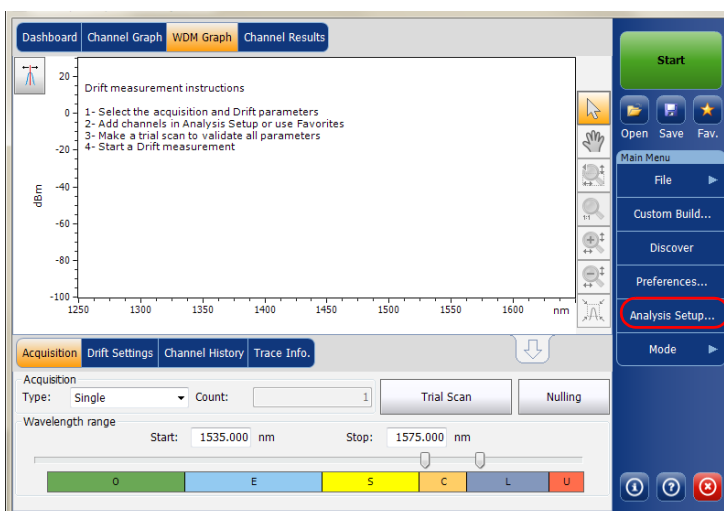 Dashboard Channel Graph WDM Graph Channel Results
Drift measurement instructions
1- Select the acquisition and Drift parameters
2- Add channels in Analysis Setup or use Favorites
3- Make a trial scan to validate all parameters
4- Start a Drift measurement
dBm
20
0
-20
-40
-60
-80
-100
1250 1300 1350 1400 1450 1500 1550 1600 nm
1:1
Acquisition Drift Settings Channel History Trace Info.
Acquisition
Type: Single Count: 1 Trial Scan Nulling
Wavelength range
Start: 1535.000 nm Stop: 1575.000 nm
O E S C L U
Start
Open Save Fav.
Main Menu
File
Custom Build...
Discover
Preferences...
Analysis Setup...
Mode